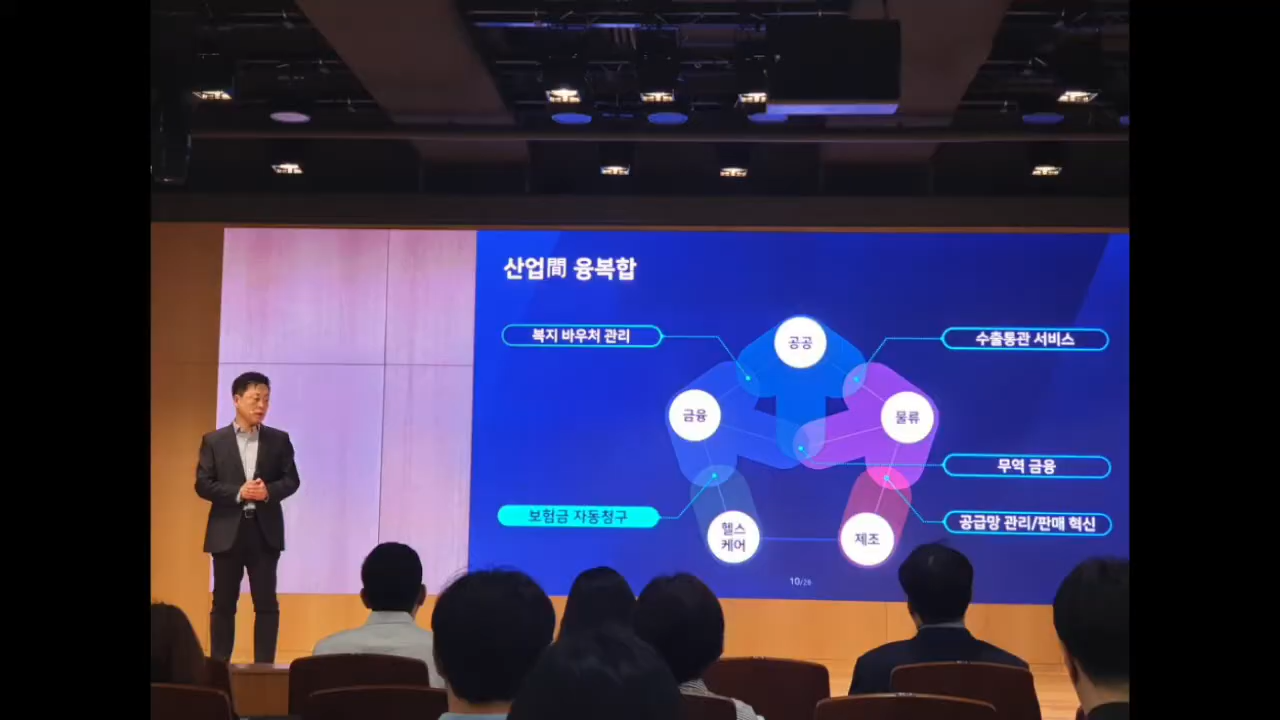 산업間 융복합
복지 바우처 관리
공공
수출통관 서비스
금융
물류
무역 금융
보험금 자동청구
헬스
케어
제조
공급망 관리/판매 혁신
10/26